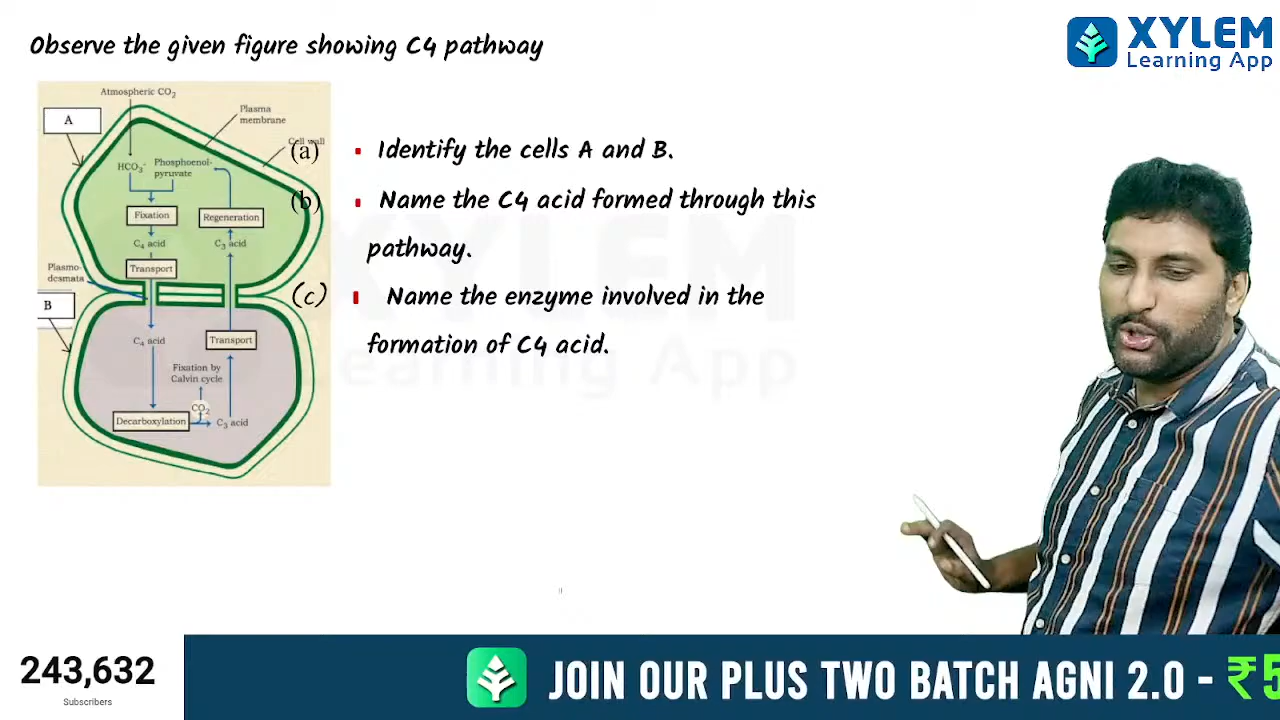 Observe the given figure showing C4 pathway
XYLEM
Learning App
Atmospheric CO₂
A
Plasma
membrane
Cell wall
HCO₃⁻
Phosphoenol-
pyruvate
Fixation
Regeneration
C₄ acid
C₃ acid
Transport
Plasmo-
desmata
B
C₄ acid
Transport
Fixation by
Calvin cycle
CO₂
Decarboxylation
C₃ acid
(a) ▪ Identify the cells A and B.
(b) ▪ Name the C4 acid formed through this
pathway.
(c) ▪ Name the enzyme involved in the
formation of C4 acid.
XYLEM
Learning App
243,632
Subscribers
JOIN OUR PLUS TWO BATCH AGNI 2.0 - ₹5